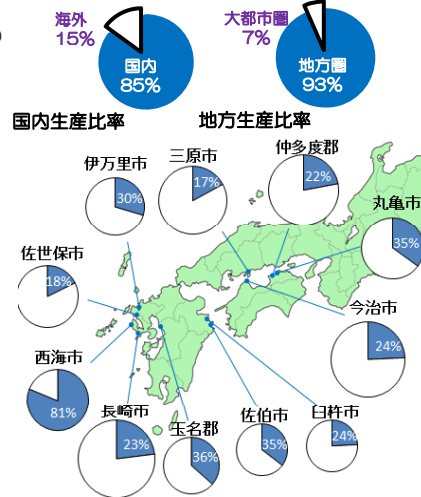 海外
15%
国内
85%
大都市圏
7%
地方圏
93%
国内生産比率
地方生産比率
伊万里市
30%
三原市
17%
仲多度郡
22%
丸亀市
35%
佐世保市
18%
今治市
24%
西海市
81%
長崎市
23%
玉名郡
36%
佐伯市
35%
臼杵市
24%